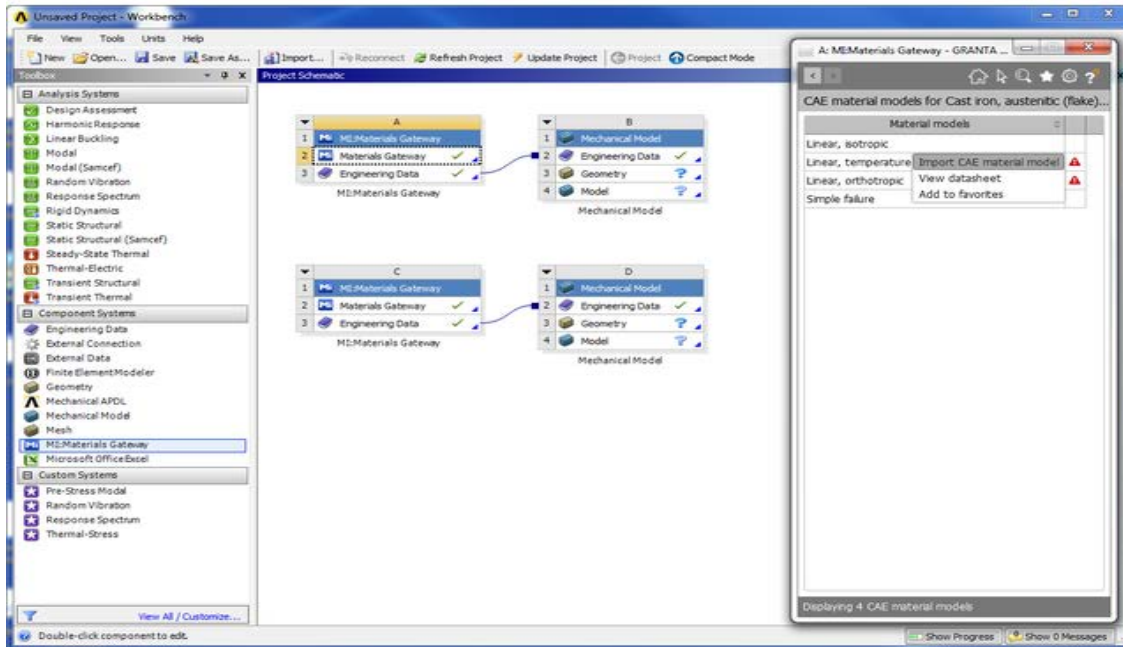 Unsaved Project - Workbench
File View Tools Units Help
New Open... Save Save As... Import... Reconnect Refresh Project Update Project Project Compact Mode
Toolbox
Analysis Systems
Design Assessment
Harmonic Response
Linear Buckling
Modal
Modal (Samcef)
Random Vibration
Response Spectrum
Rigid Dynamics
Static Structural
Static Structural (Samcef)
Steady-State Thermal
Thermal-Electric
Transient Structural
Transient Thermal
Component Systems
Engineering Data
External Connection
External Data
Finite Element Modeler
Geometry
Mechanical APDL
Mechanical Model
Mesh
MI:Materials Gateway
Microsoft Office Excel
Custom Systems
Pre-Stress Modal
Random Vibration
Response Spectrum
Thermal-Stress
View All / Customize...
Double-click component to edit.
Project Schematic
A
1 MI:Materials Gateway
2 Materials Gateway
3 Engineering Data
MI:Materials Gateway
B
1 Mechanical Model
2 Engineering Data
3 Geometry ?
4 Model ?
Mechanical Model
C
1 MI:Materials Gateway
2 Materials Gateway
3 Engineering Data
MI:Materials Gateway
D
1 Mechanical Model
2 Engineering Data
3 Geometry ?
4 Model ?
Mechanical Model
A: MI:Materials Gateway - GRANTA ...
CAE material models for Cast iron, austenitic (flake)...
Material models
Linear, isotropic
Linear, temperature
Linear, orthotropic
Simple failure
Import CAE material model
View datasheet
Add to favorites
Displaying 4 CAE material models
Show Progress Show 0 Messages